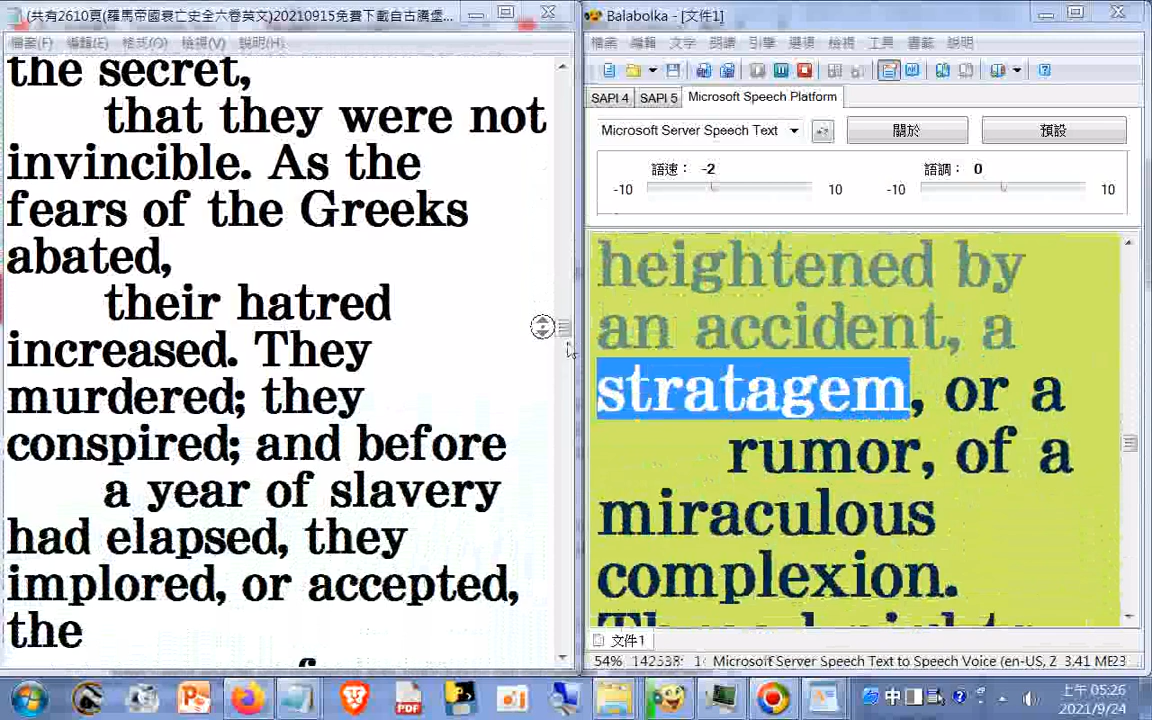 (共有2610頁(羅馬帝國衰亡史全六卷英文)20210915免費下載自古騰堡...
檔案(F) 編輯(E) 格式(O) 檢視(V) 說明(H)
the secret,
that they were not
invincible. As the
fears of the Greeks
abated,
their hatred
increased. They
murdered; they
conspired; and before
a year of slavery
had elapsed, they
implored, or accepted,
the
Balabolka - [文件1]
檔案 編輯 文字 朗讀 引擎 選項 檢視 工具 書籤 說明
SAPI 4 SAPI 5 Microsoft Speech Platform
Microsoft Server Speech Text 關於 預設
語速: -2 語調: 0
-10 10 -10 10
heightened by
an accident, a
stratagem, or a
rumor, of a
miraculous
complexion.
文件1
54% 142538: Microsoft Server Speech Text to Speech Voice (en-US, Z 3,41 ME23
PDF 中 上午 05:26
2021/9/24